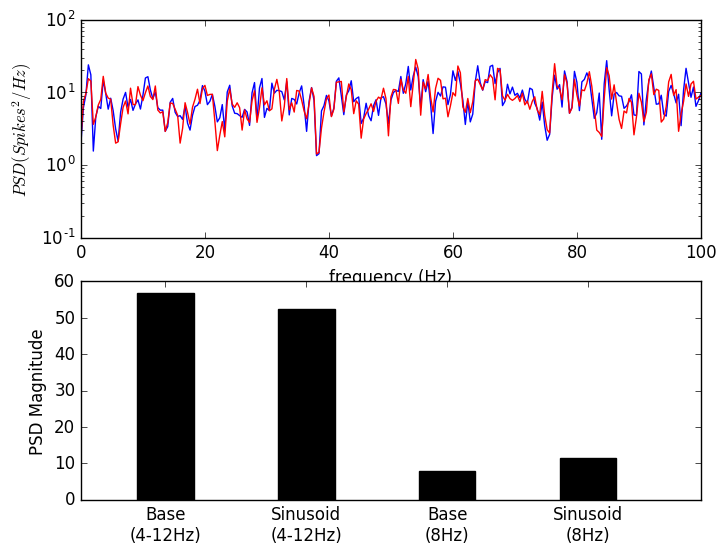 10^2
10^1
10^0
10^-1
PSD(Spikes^2/Hz)
0 20 40 60 80 100
frequency (Hz)
60
50
40
30
20
10
0
PSD Magnitude
Base Sinusoid Base Sinusoid
(4-12Hz) (4-12Hz) (8Hz) (8Hz)